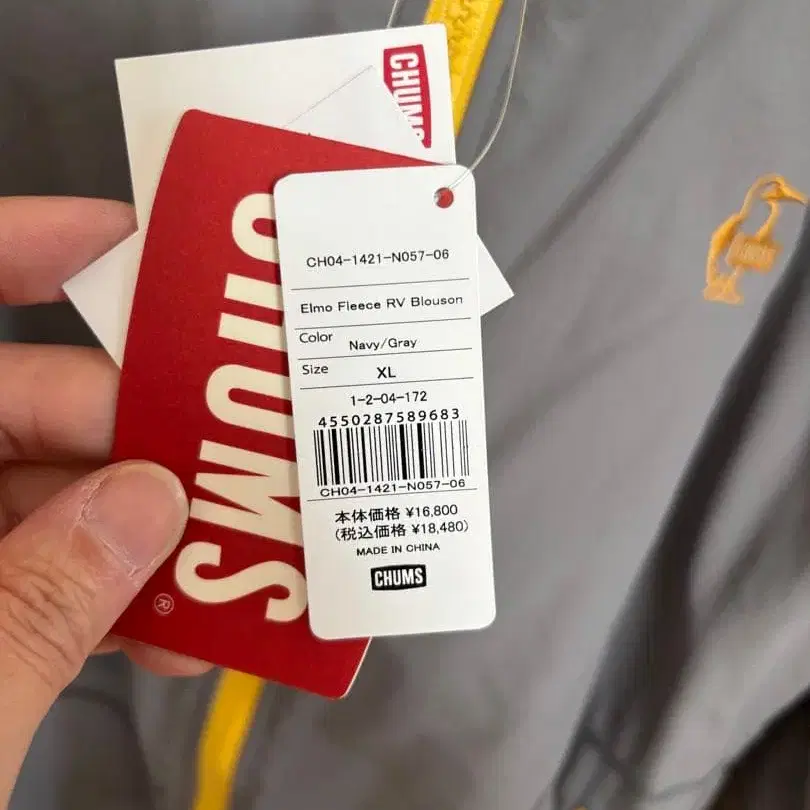 CHUMS
CHUMS
®
CH04-1421-N057-06
Elmo Fleece RV Blouson
Color Navy/Gray
Size XL
1-2-04-172
4550287589683
CH04-1421-N057-06
本体価格 ¥16,800
(税込価格 ¥18,480)
MADE IN CHINA
CHUMS